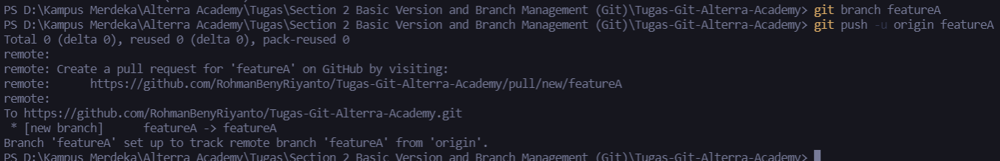 PS D:\Kampus Merdeka\Alterra Academy\Tugas\Section 2 Basic Version and Branch Management (Git)\Tugas-Git-Alterra-Academy> git branch featureA
PS D:\Kampus Merdeka\Alterra Academy\Tugas\Section 2 Basic Version and Branch Management (Git)\Tugas-Git-Alterra-Academy> git push -u origin featureA
Total 0 (delta 0), reused 0 (delta 0), pack-reused 0
remote:
remote: Create a pull request for 'featureA' on GitHub by visiting:
remote:      https://github.com/RohmanBenyRiyanto/Tugas-Git-Alterra-Academy/pull/new/featureA
remote:
To https://github.com/RohmanBenyRiyanto/Tugas-Git-Alterra-Academy.git
 * [new branch]      featureA -> featureA
Branch 'featureA' set up to track remote branch 'featureA' from 'origin'.
PS D:\Kampus Merdeka\Alterra Academy\Tugas\Section 2 Basic Version and Branch Management (Git)\Tugas-Git-Alterra-Academy>